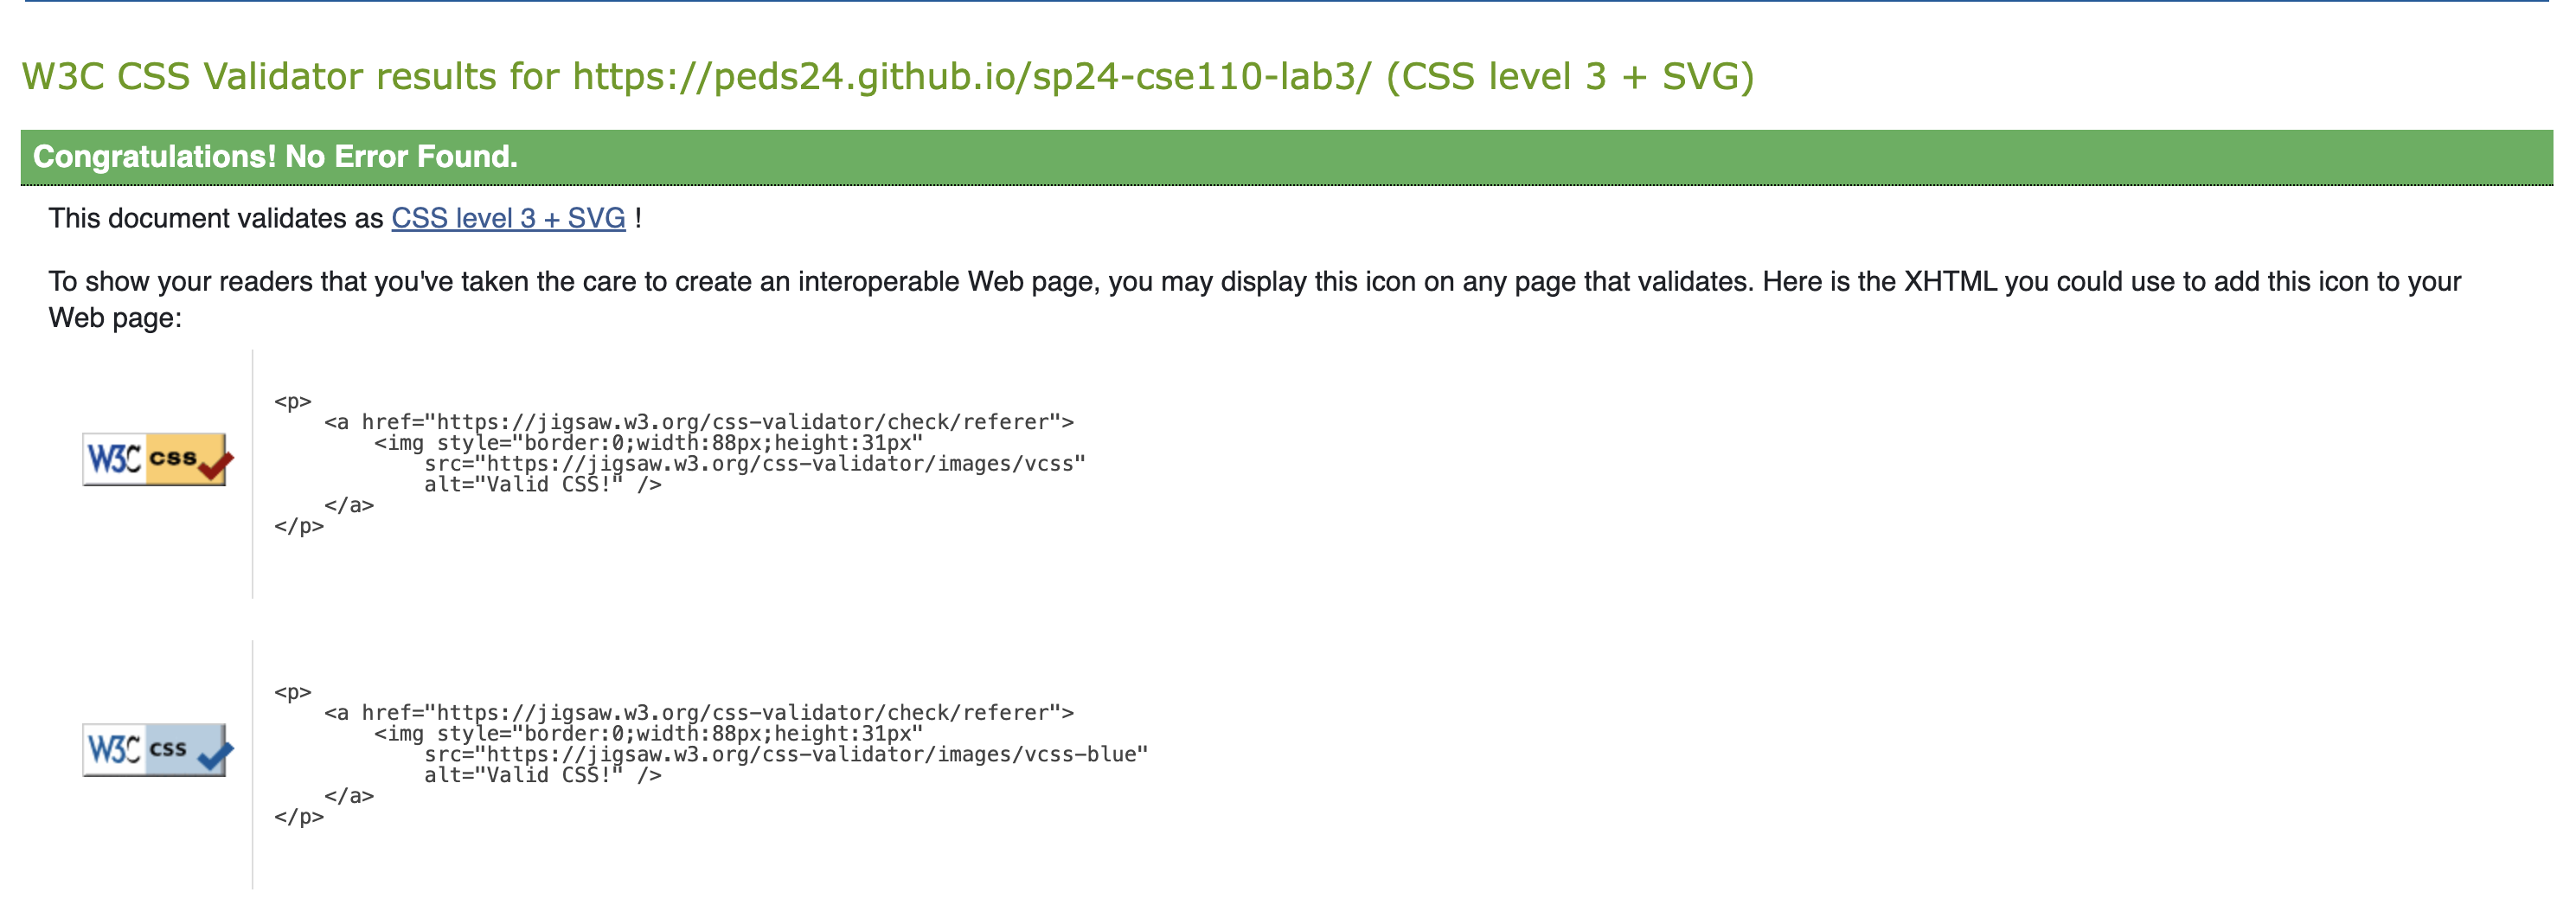 W3C CSS Validator results for https://peds24.github.io/sp24-cse110-lab3/ (CSS level 3 + SVG)
Congratulations! No Error Found.
This document validates as CSS level 3 + SVG !
To show your readers that you've taken the care to create an interoperable Web page, you may display this icon on any page that validates. Here is the XHTML you could use to add this icon to your
Web page:
W3C css
<p>
    <a href="https://jigsaw.w3.org/css-validator/check/referer">
        <img style="border:0;width:88px;height:31px"
            src="https://jigsaw.w3.org/css-validator/images/vcss"
            alt="Valid CSS!" />
    </a>
</p>
W3C css
<p>
    <a href="https://jigsaw.w3.org/css-validator/check/referer">
        <img style="border:0;width:88px;height:31px"
            src="https://jigsaw.w3.org/css-validator/images/vcss-blue"
            alt="Valid CSS!" />
    </a>
</p>